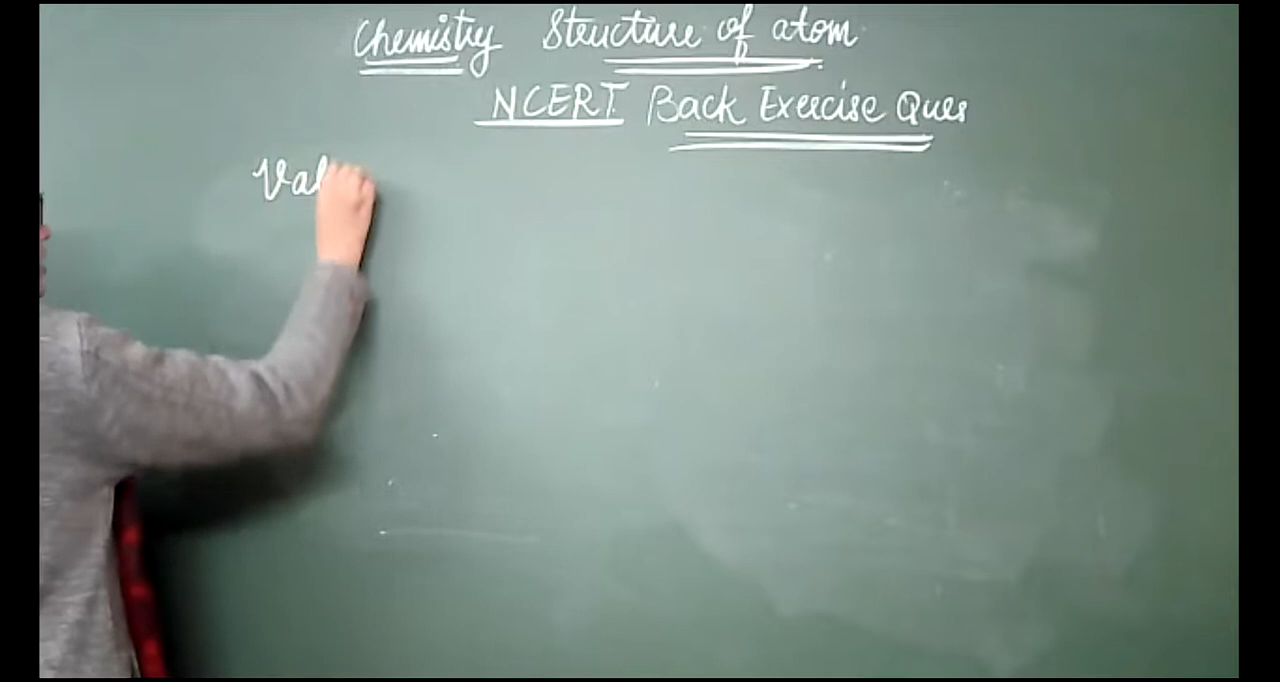 Chemistry Structure of atom
NCERT Back Exercise Ques
Val